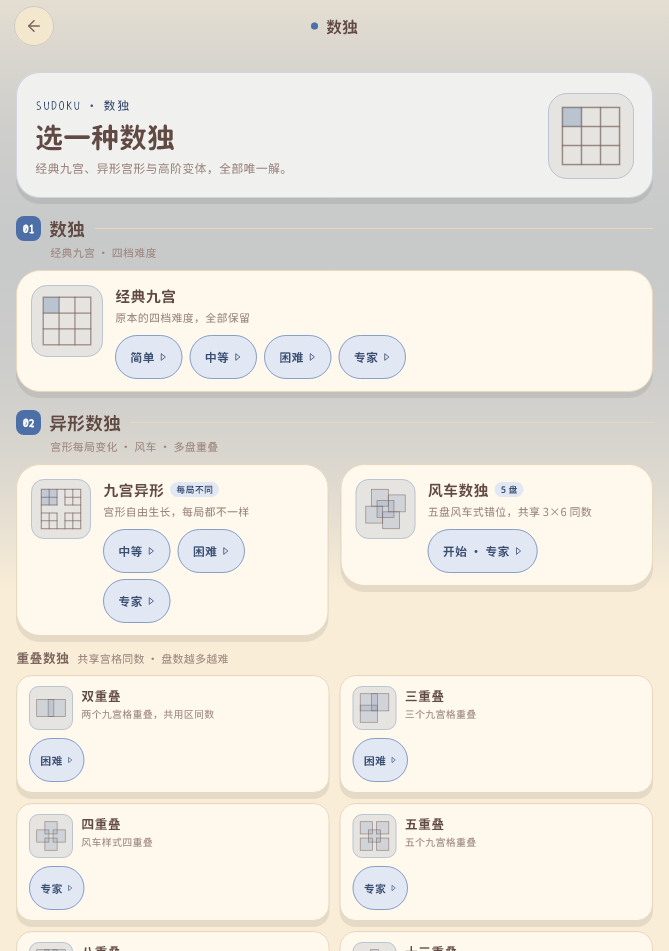 数独
SUDOKU • 数独
选一种数独
经典九宫、异形宫形与高阶变体，全部唯一解。
01 数独
经典九宫 • 四档难度
经典九宫
原本的四档难度，全部保留
简单 中等 困难 专家
02 异形数独
宫形每局变化 • 风车 • 多盘重叠
九宫异形 每局不同
宫形自由生长，每局都不一样
中等 困难
专家
风车数独 5 盘
五盘风车式错位，共享 3×6 同数
开始 • 专家
重叠数独 共享宫格同数 • 盘数越多越难
双重叠
两个九宫格重叠，共用区同数
困难
三重叠
三个九宫格重叠
困难
四重叠
风车样式四重叠
专家
五重叠
五个九宫格重叠
专家